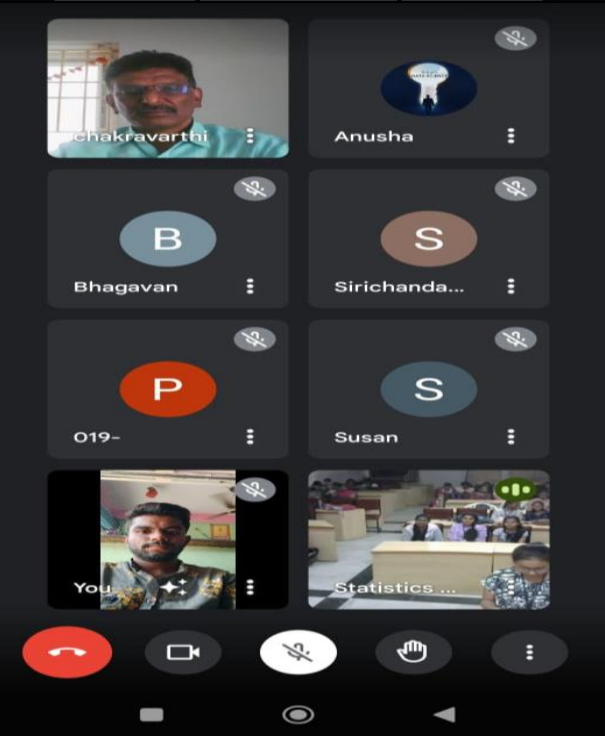 chakravarthi
Anusha
B
Bhagavan
S
Sirichanda...
P
019-
S
Susan
You
Statistics ...